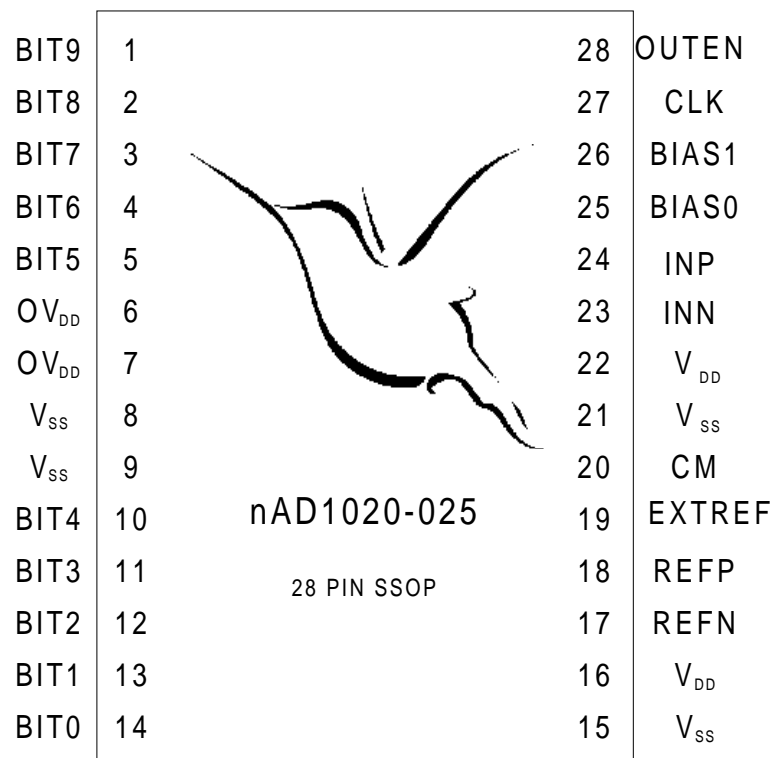 BIT9 1 28 OUTEN
BIT8 2 27 CLK
BIT7 3 26 BIAS1
BIT6 4 25 BIAS0
BIT5 5 24 INP
OVDD 6 23 INN
OVDD 7 22 VDD
VSS 8 21 VSS
VSS 9 20 CM
BIT4 10 nAD1020-025 19 EXTREF
BIT3 11 28 PIN SSOP 18 REFP
BIT2 12 17 REFN
BIT1 13 16 VDD
BIT0 14 15 VSS